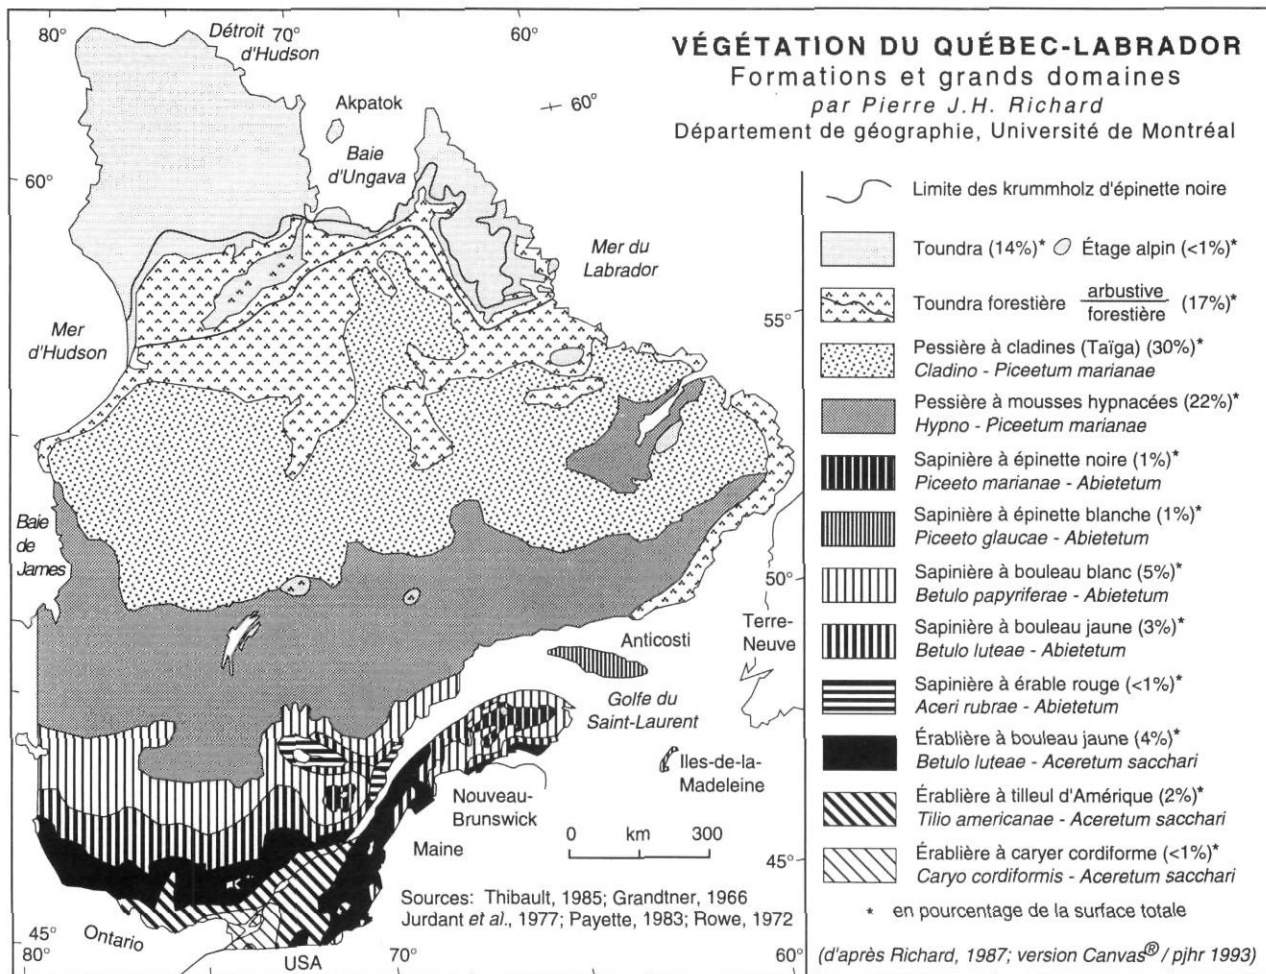 VÉGÉTATION DU QUÉBEC-LABRADOR
Formations et grands domaines
par Pierre J.H. Richard
Département de géographie, Université de Montréal
80°
70°
60°
Détroit
d'Hudson
Akpatok
60°
Baie
d'Ungava
60°
Mer du
Labrador
Mer
d'Hudson
55°
Baie
de
James
50°
Terre-
Neuve
Anticosti
Golfe du
Saint-Laurent
Iles-de-la-
Madeleine
Nouveau-
Brunswick
0 km 300
Maine
45°
Sources: Thibault, 1985; Grandtner, 1966
Jurdant et al., 1977; Payette, 1983; Rowe, 1972
Ontario
45°
80°
USA
70°
60°
Limite des krummholz d'épinette noire
Toundra (14%)* Étage alpin (<1%)*
Toundra forestière arbustive / forestière (17%)*
Pessière à cladines (Taïga) (30%)*
Cladino - Piceetum marianae
Pessière à mousses hypnacées (22%)*
Hypno - Piceetum marianae
Sapinière à épinette noire (1%)*
Piceeto marianae - Abietetum
Sapinière à épinette blanche (1%)*
Piceeto glaucae - Abietetum
Sapinière à bouleau blanc (5%)*
Betulo papyriferae - Abietetum
Sapinière à bouleau jaune (3%)*
Betulo luteae - Abietetum
Sapinière à érable rouge (<1%)*
Aceri rubrae - Abietetum
Érablière à bouleau jaune (4%)*
Betulo luteae - Aceretum sacchari
Érablière à tilleul d'Amérique (2%)*
Tilio americanae - Aceretum sacchari
Érablière à caryer cordiforme (<1%)*
Caryo cordiformis - Aceretum sacchari
* en pourcentage de la surface totale
(d'après Richard, 1987; version Canvas® / pjhr 1993)